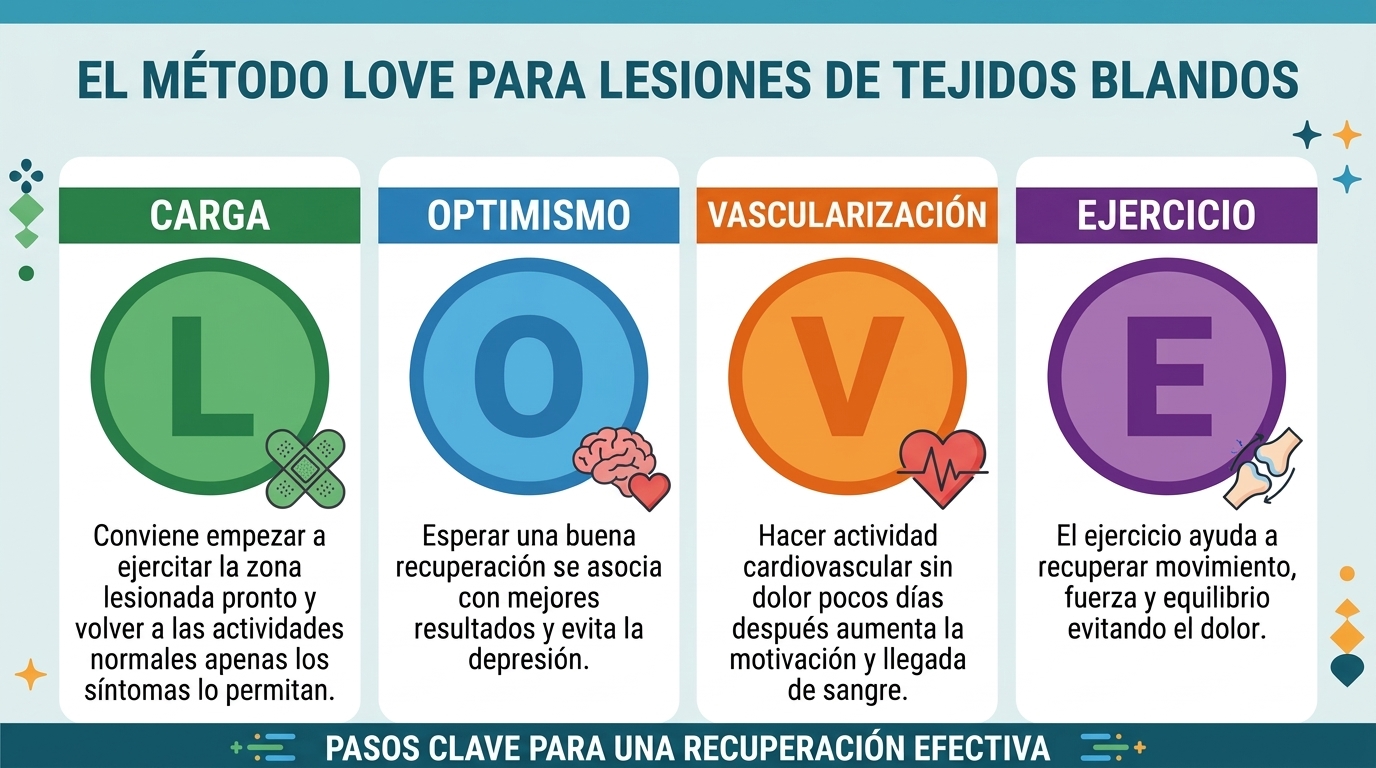 EL MÉTODO LOVE PARA LESIONES DE TEJIDOS BLANDOS
CARGA
L
Conviene empezar a
ejercitar la zona
lesionada pronto y
volver a las actividades
normales apenas los
síntomas lo permitan.
OPTIMISMO
O
Esperar una buena
recuperación se asocia
con mejores
resultados y evita la
depresión.
VASCULARIZACIÓN
V
Hacer actividad
cardiovascular sin
dolor pocos días
después aumenta la
motivación y llegada
de sangre.
EJERCICIO
E
El ejercicio ayuda a
recuperar movimiento,
fuerza y equilibrio
evitando el dolor.
PASOS CLAVE PARA UNA RECUPERACIÓN EFECTIVA